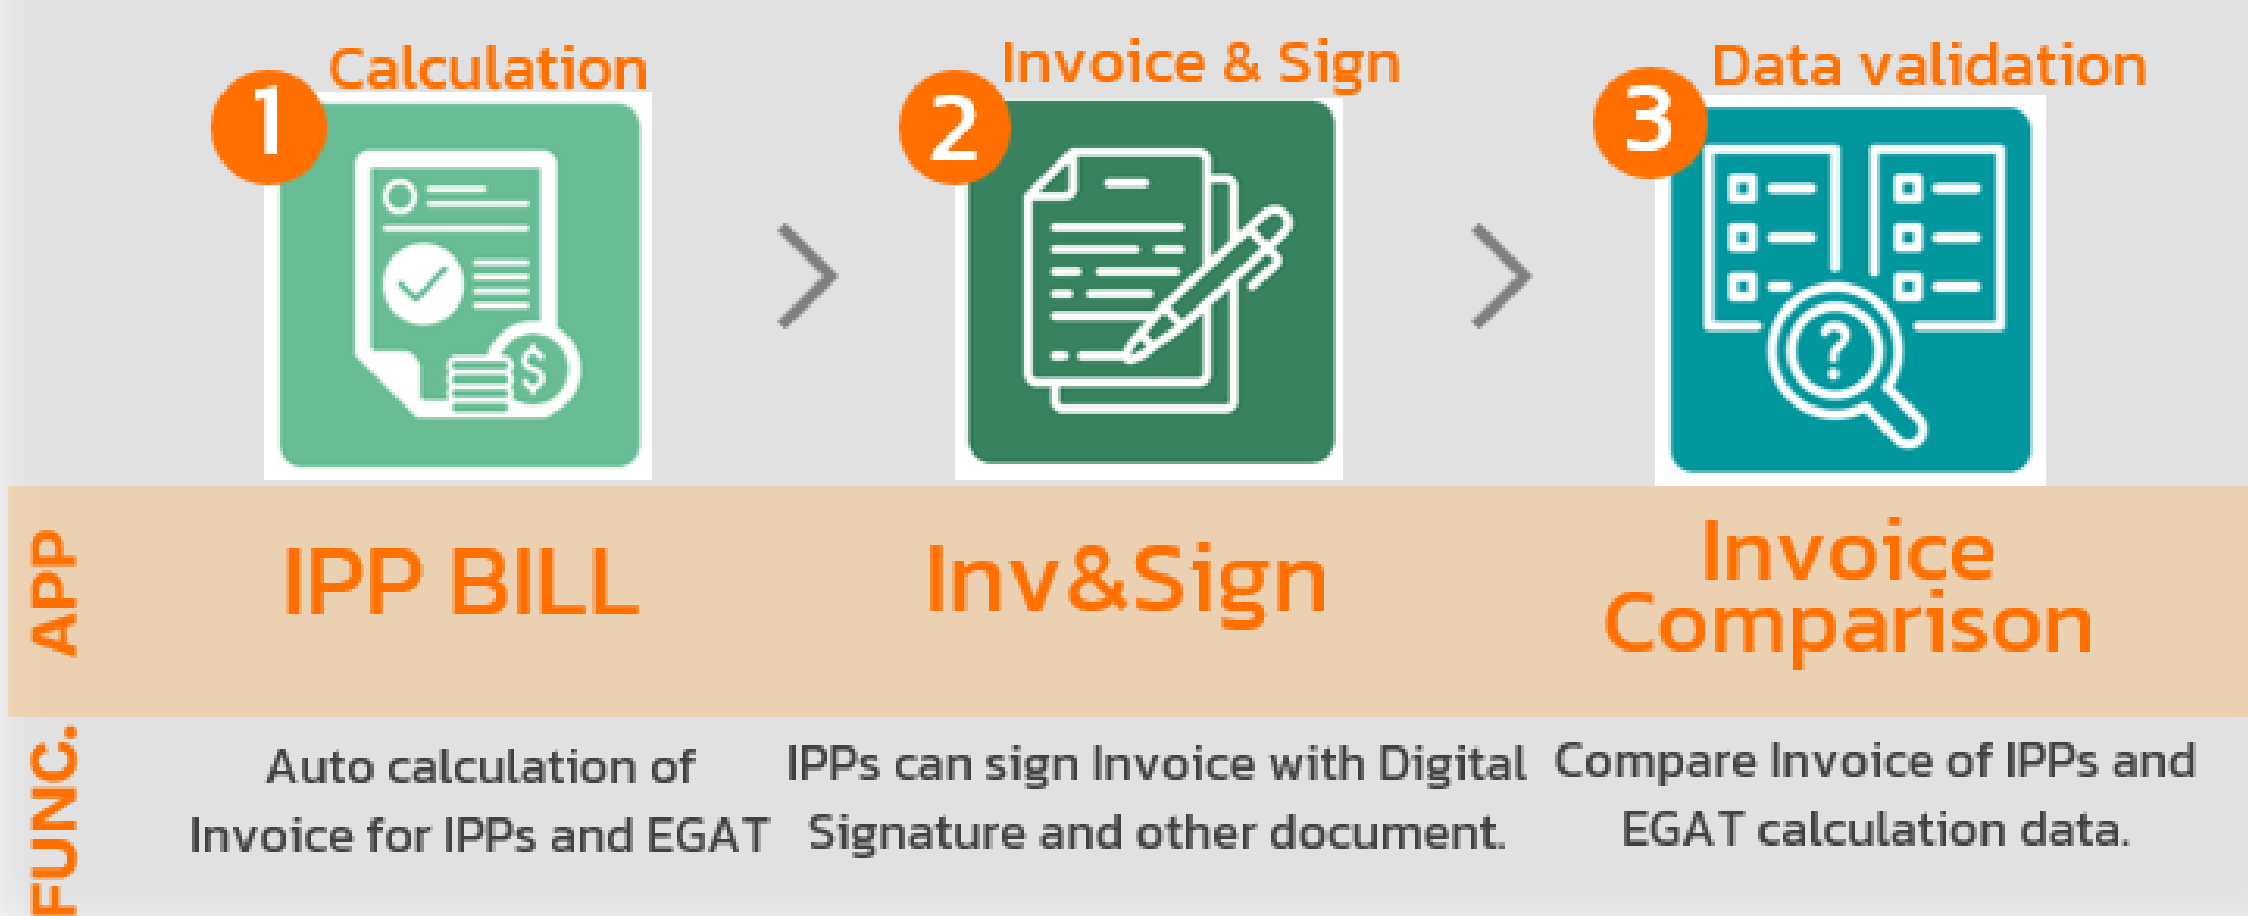 1
Calculation
2
Invoice & Sign
3
Data validation
$
?
APP
IPP BILL
Inv&Sign
Invoice
Comparison
FUNC.
Auto calculation of
Invoice for IPPs and EGAT
IPPs can sign Invoice with Digital
Signature and other document.
Compare Invoice of IPPs and
EGAT calculation data.